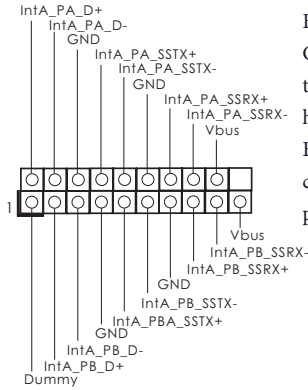 IntA_PA_D+
IntA_PA_D-
GND
IntA_PA_SSTX+
IntA_PA_SSTX-
GND
IntA_PA_SSRX+
IntA_PA_SSRX-
Vbus
1
Vbus
IntA_PB_SSRX-
IntA_PB_SSRX+
GND
IntA_PB_SSTX-
IntA_PBA_SSTX+
GND
IntA_PB_D-
IntA_PB_D+
Dummy